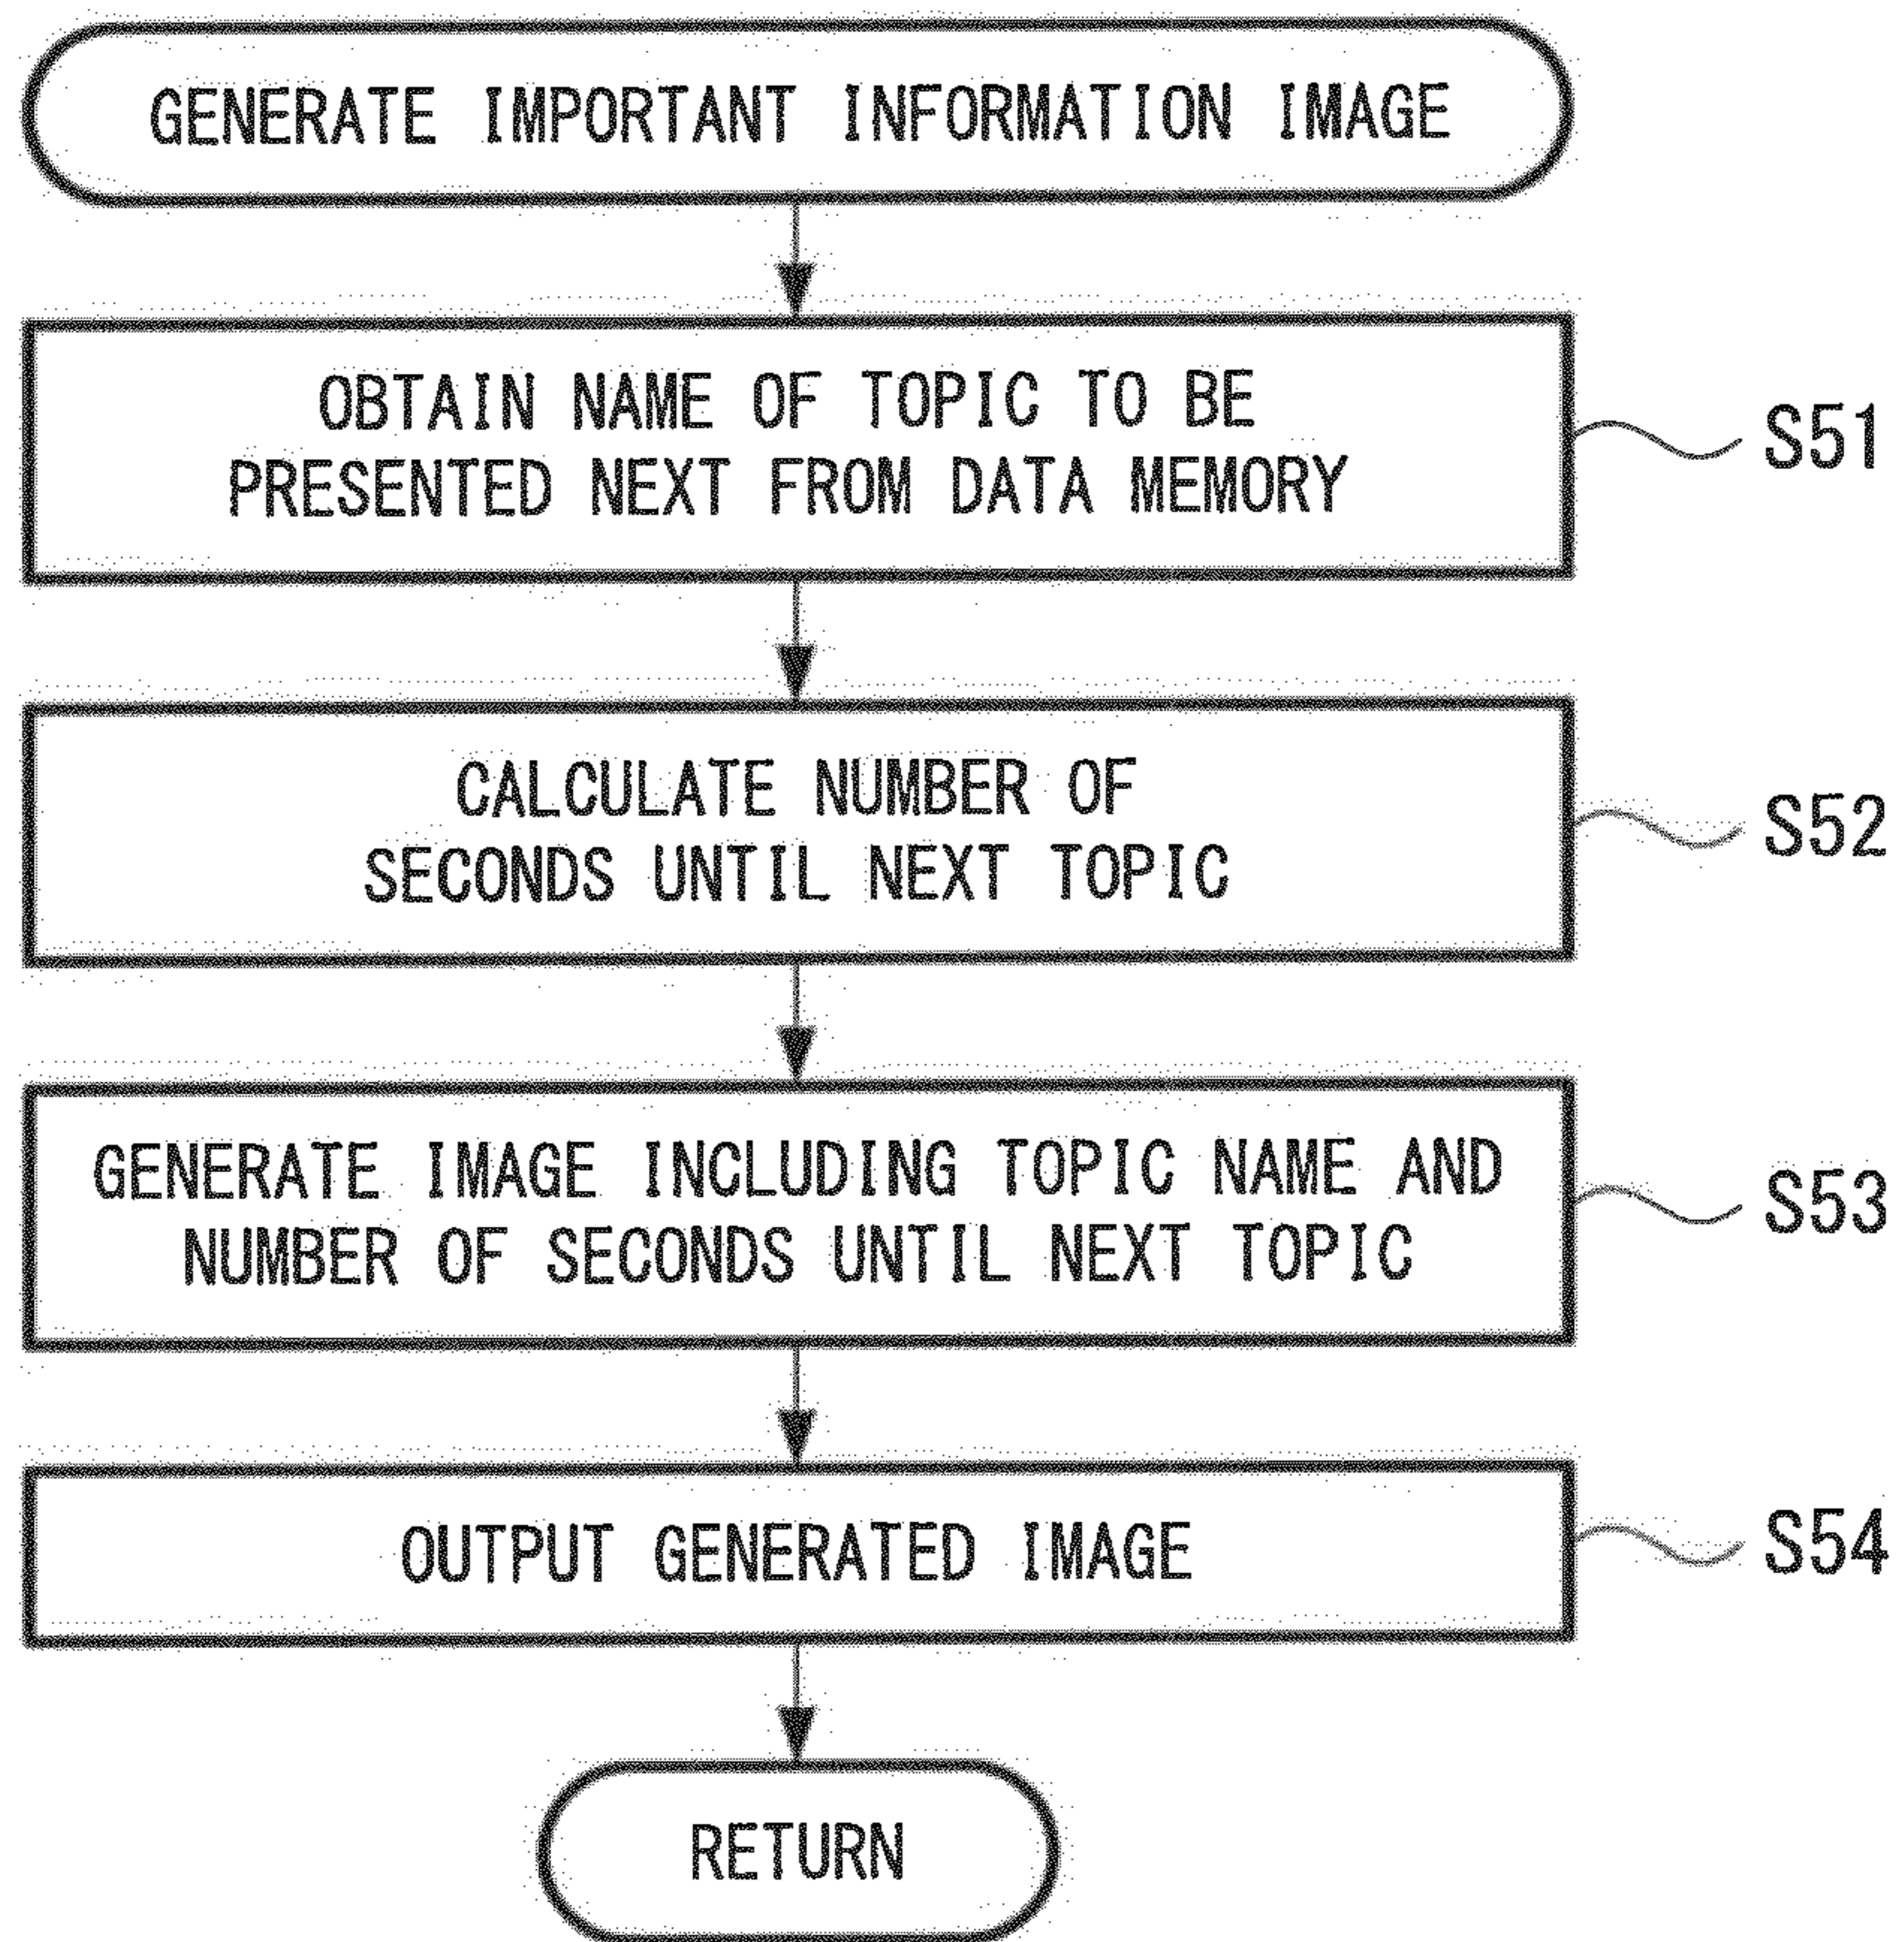 GENERATE IMPORTANT INFORMATION IMAGE
OBTAIN NAME OF TOPIC TO BE
PRESENTED NEXT FROM DATA MEMORY
S51
CALCULATE NUMBER OF
SECONDS UNTIL NEXT TOPIC
S52
GENERATE IMAGE INCLUDING TOPIC NAME AND
NUMBER OF SECONDS UNTIL NEXT TOPIC
S53
OUTPUT GENERATED IMAGE
S54
RETURN